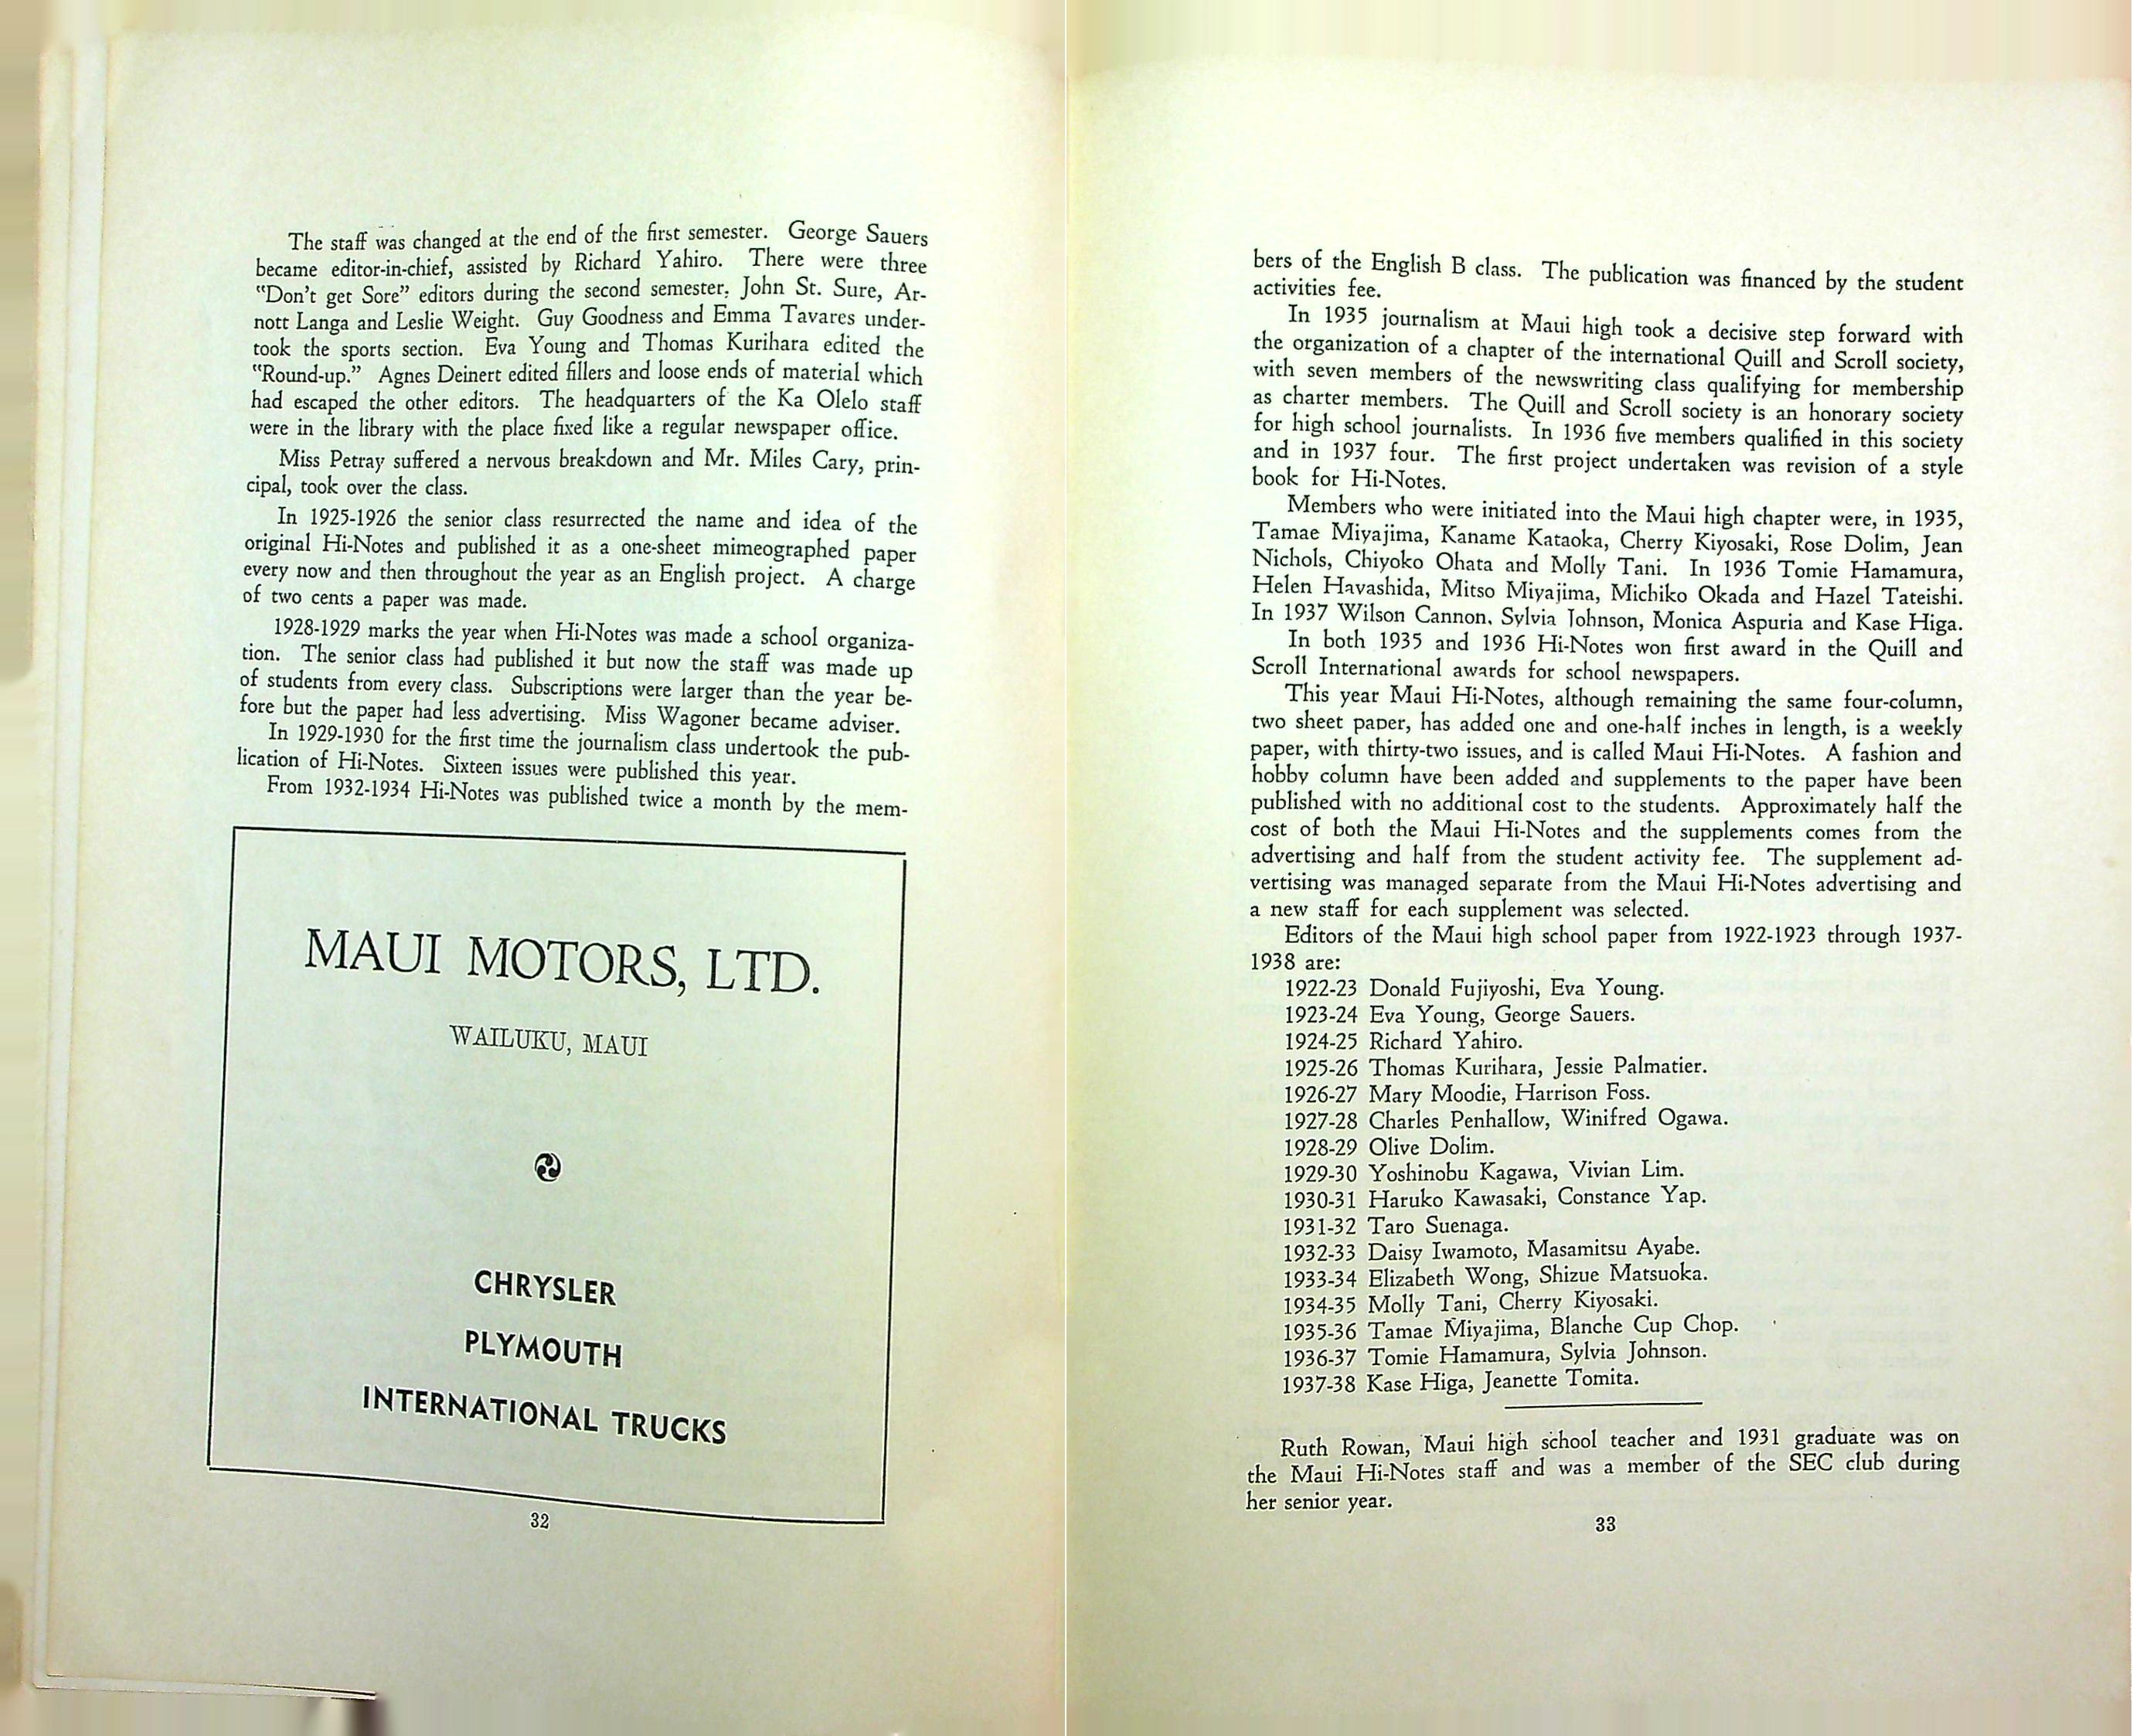 The staff was changed at the end of the first semester. George Sauers
became editor-in-chief, assisted by Richard Yahiro. There were three
"Don't get Sore" editors during the second semester, John St. Sure, Ar-
nott Langa and Leslie Weight. Guy Goodness and Emma Tavares under-
took the sports section. Eva Young and Thomas Kurihara edited the
"Round-up." Agnes Deinert edited fillers and loose ends of material which
had escaped the other editors. The headquarters of the Ka Olelo staff
were in the library with the place fixed like a regular newspaper office.
Miss Petray suffered a nervous breakdown and Mr. Miles Cary, prin-
cipal, took over the class.
In 1925-1926 the senior class resurrected the name and idea of the
original Hi-Notes and published it as a one-sheet mimeographed paper
every now and then throughout the year as an English project. A charge
of two cents a paper was made.
1928-1929 marks the year when Hi-Notes was made a school organiza-
tion. The senior class had published it but now the staff was made up
of students from every class. Subscriptions were larger than the year be-
fore but the paper had less advertising. Miss Wagoner became adviser.
In 1929-1930 for the first time the journalism class undertook the pub-
lication of Hi-Notes. Sixteen issues were published this year.
From 1932-1934 Hi-Notes was published twice a month by the mem-
MAUI MOTORS, LTD.
WAILUKU, MAUI
CHRYSLER
PLYMOUTH
INTERNATIONAL TRUCKS
32
bers of the English B class. The publication was financed by the student
activities fee.
In 1935 journalism at Maui high took a decisive step forward with
the organization of a chapter of the international Quill and Scroll society,
with seven members of the newswriting class qualifying for membership
as charter members. The Quill and Scroll society is an honorary society
for high school journalists. In 1936 five members qualified in this society
and in 1937 four. The first project undertaken was revision of a style
book for Hi-Notes.
Members who were initiated into the Maui high chapter were, in 1935,
Tamae Miyajima, Kaname Kataoka, Cherry Kiyosaki, Rose Dolim, Jean
Nichols, Chiyoko Ohata and Molly Tani. In 1936 Tomie Hamamura,
Helen Hayashida, Mitso Miyajima, Michiko Okada and Hazel Tateishi.
In 1937 Wilson Cannon, Sylvia Johnson, Monica Aspuria and Kase Higa.
In both 1935 and 1936 Hi-Notes won first award in the Quill and
Scroll International awards for school newspapers.
This year Maui Hi-Notes, although remaining the same four-column,
two sheet paper, has added one and one-half inches in length, is a weekly
paper, with thirty-two issues, and is called Maui Hi-Notes. A fashion and
hobby column have been added and supplements to the paper have been
published with no additional cost to the students. Approximately half the
cost of both the Maui Hi-Notes and the supplements comes from the
advertising and half from the student activity fee. The supplement ad-
vertising was managed separate from the Maui Hi-Notes advertising and
a new staff for each supplement was selected.
Editors of the Maui high school paper from 1922-1923 through 1937-
1938 are:
1922-23 Donald Fujiyoshi, Eva Young.
1923-24 Eva Young, George Sauers.
1924-25 Richard Yahiro.
1925-26 Thomas Kurihara, Jessie Palmatier.
1926-27 Mary Moodie, Harrison Foss.
1927-28 Charles Penhallow, Winifred Ogawa.
1928-29 Olive Dolim.
1929-30 Yoshinobu Kagawa, Vivian Lim.
1930-31 Haruko Kawasaki, Constance Yap.
1931-32 Taro Suenaga.
1932-33 Daisy Iwamoto, Masamitsu Ayabe.
1933-34 Elizabeth Wong, Shizue Matsuoka.
1934-35 Molly Tani, Cherry Kiyosaki.
1935-36 Tamae Miyajima, Blanche Cup Chop.
1936-37 Tomie Hamamura, Sylvia Johnson.
1937-38 Kase Higa, Jeanette Tomita.
Ruth Rowan, Maui high school teacher and 1931 graduate was on
the Maui Hi-Notes staff and was a member of the SEC club during
her senior year.
33